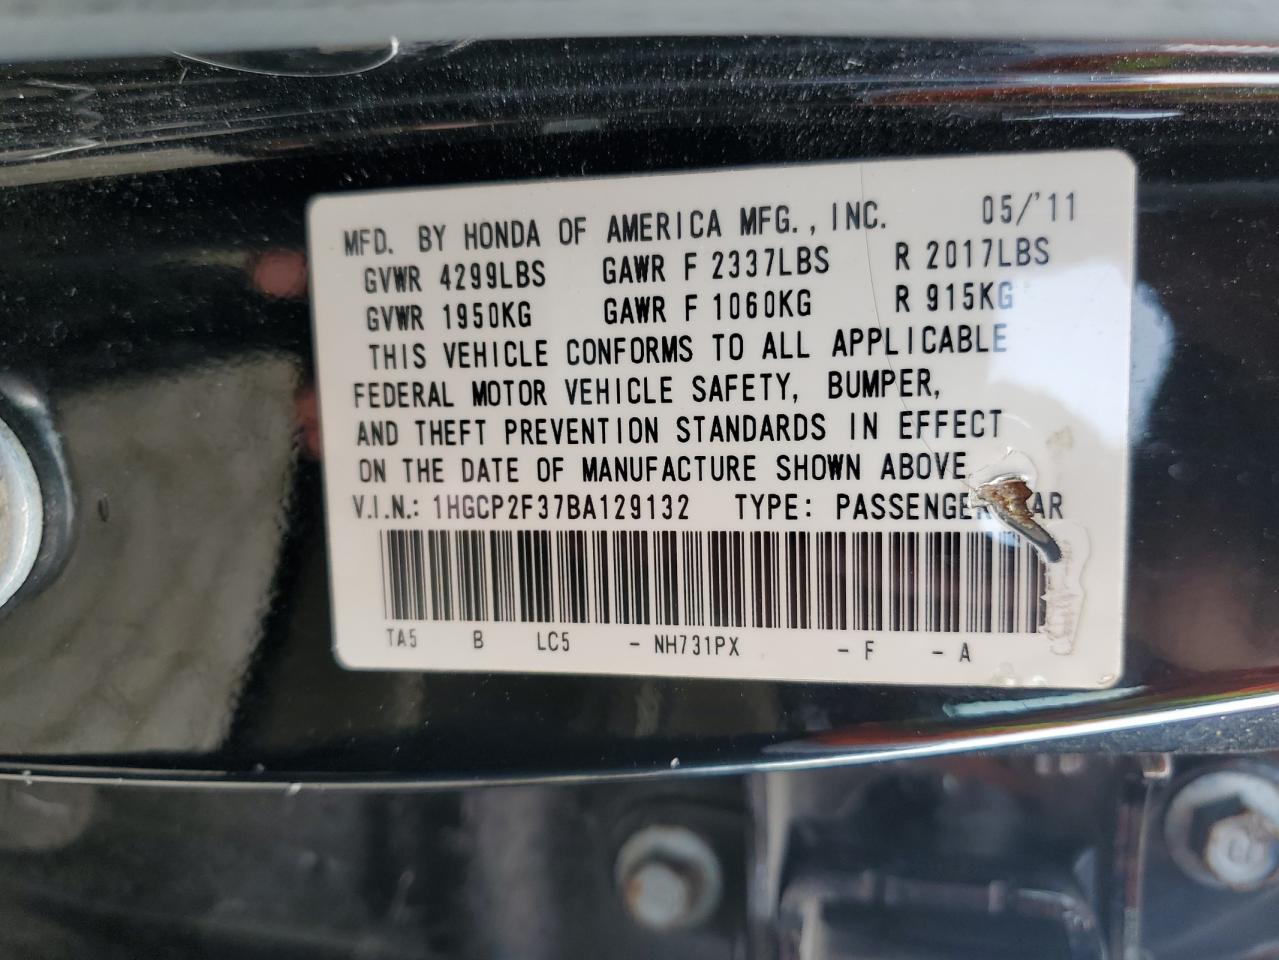 MFD. BY HONDA OF AMERICA MFG., INC. 05/'11
GVWR 4299LBS GAWR F 2337LBS R 2017LBS
GVWR 1950KG GAWR F 1060KG R 915KG
THIS VEHICLE CONFORMS TO ALL APPLICABLE
FEDERAL MOTOR VEHICLE SAFETY, BUMPER,
AND THEFT PREVENTION STANDARDS IN EFFECT
ON THE DATE OF MANUFACTURE SHOWN ABOVE
V.I.N.: 1HGCP2F37BA129132 TYPE: PASSENGER AR
TA5 B LC5 - NH731PX - F - A